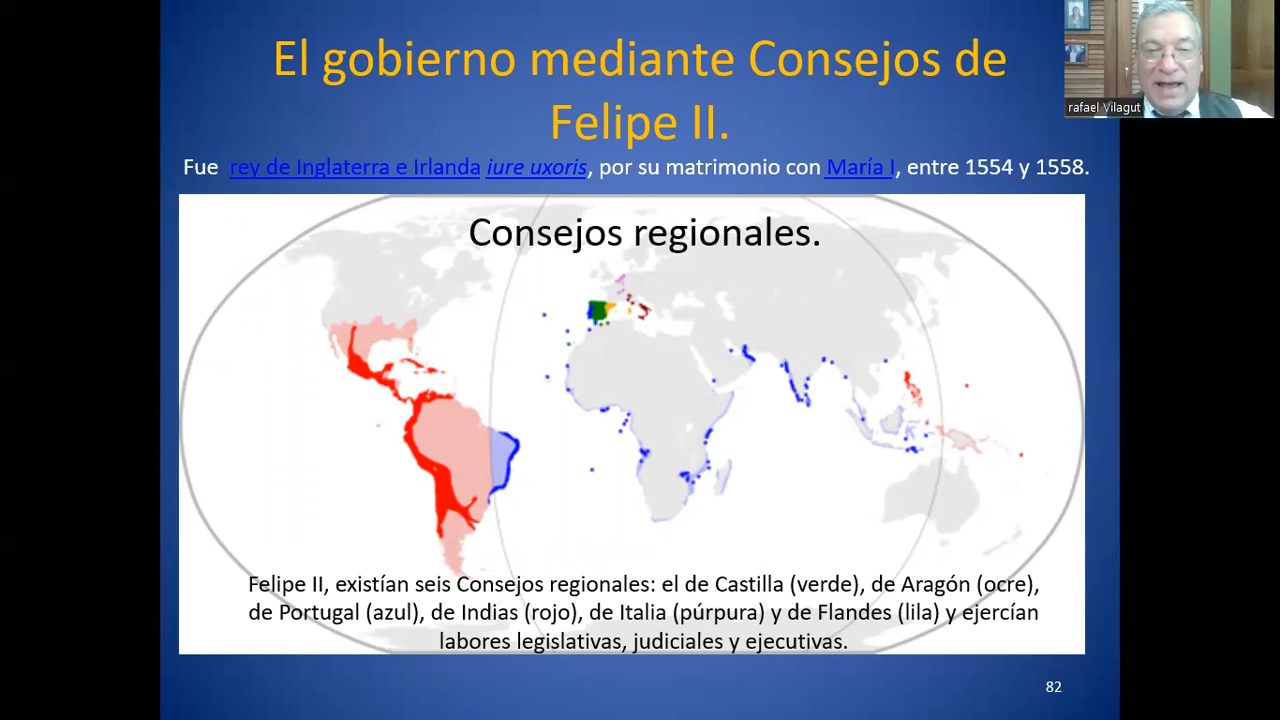 El gobierno mediante Consejos de
Felipe II.
rafael Vilagut
Fue rey de Inglaterra e Irlanda iure uxoris, por su matrimonio con María I, entre 1554 y 1558.
Consejos regionales.
Felipe II, existían seis Consejos regionales: el de Castilla (verde), de Aragón (ocre),
de Portugal (azul), de Indias (rojo), de Italia (púrpura) y de Flandes (lila) y ejercían
labores legislativas, judiciales y ejecutivas.
82